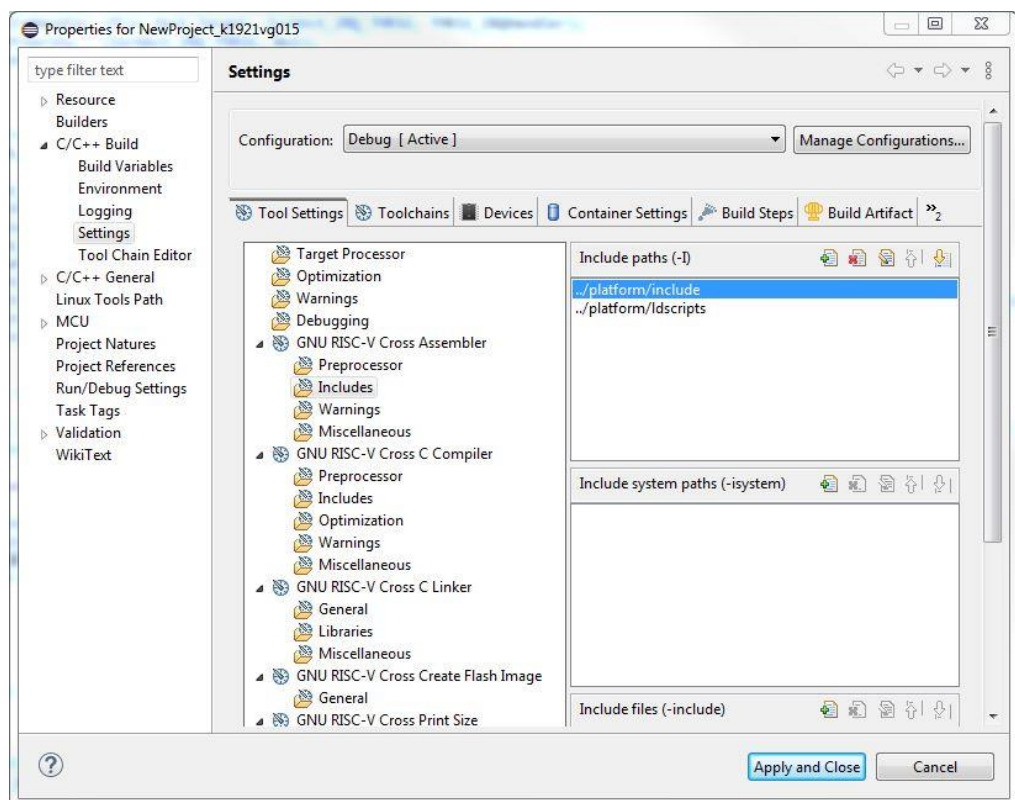 Properties for NewProject_k1921vg015
type filter text
Settings
Resource
Builders
C/C++ Build
Build Variables
Environment
Logging
Settings
Tool Chain Editor
C/C++ General
Linux Tools Path
MCU
Project Natures
Project References
Run/Debug Settings
Task Tags
Validation
WikiText
Configuration: Debug [ Active ] Manage Configurations...
Tool Settings Toolchains Devices Container Settings Build Steps Build Artifact »2
Target Processor
Optimization
Warnings
Debugging
GNU RISC-V Cross Assembler
Preprocessor
Includes
Warnings
Miscellaneous
GNU RISC-V Cross C Compiler
Preprocessor
Includes
Optimization
Warnings
Miscellaneous
GNU RISC-V Cross C Linker
General
Libraries
Miscellaneous
GNU RISC-V Cross Create Flash Image
General
GNU RISC-V Cross Print Size
Include paths (-I)
../platform/include
../platform/ldscripts
Include system paths (-isystem)
Include files (-include)
Apply and Close Cancel